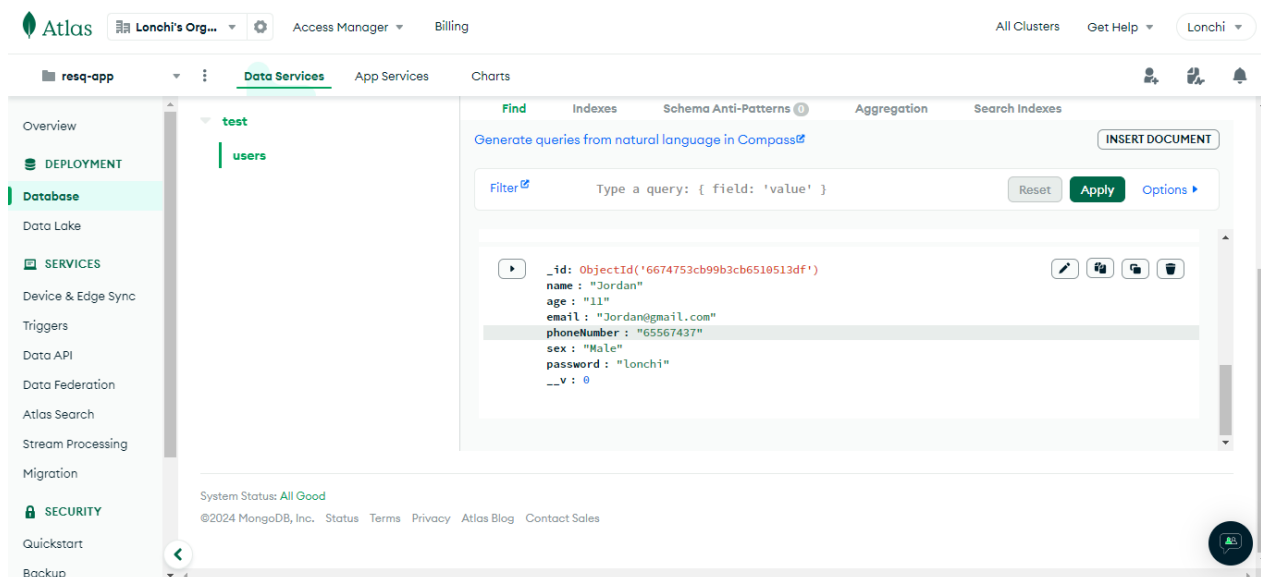 Atlas Lonchi's Org... Access Manager Billing All Clusters Get Help Lonchi
resq-app Data Services App Services Charts
Overview
DEPLOYMENT
Database
Data Lake
SERVICES
Device & Edge Sync
Triggers
Data API
Data Federation
Atlas Search
Stream Processing
Migration
SECURITY
Quickstart
Backup
test
users
Find Indexes Schema Anti-Patterns 0 Aggregation Search Indexes
Generate queries from natural language in Compass INSERT DOCUMENT
Filter Type a query: { field: 'value' } Reset Apply Options
_id: ObjectId('6674753cb99b3cb6510513df')
name : "Jordan"
age : "11"
email : "Jordan@gmail.com"
phoneNumber : "65567437"
sex : "Male"
password : "lonchi"
__v : 0
System Status: All Good
©2024 MongoDB, Inc. Status Terms Privacy Atlas Blog Contact Sales